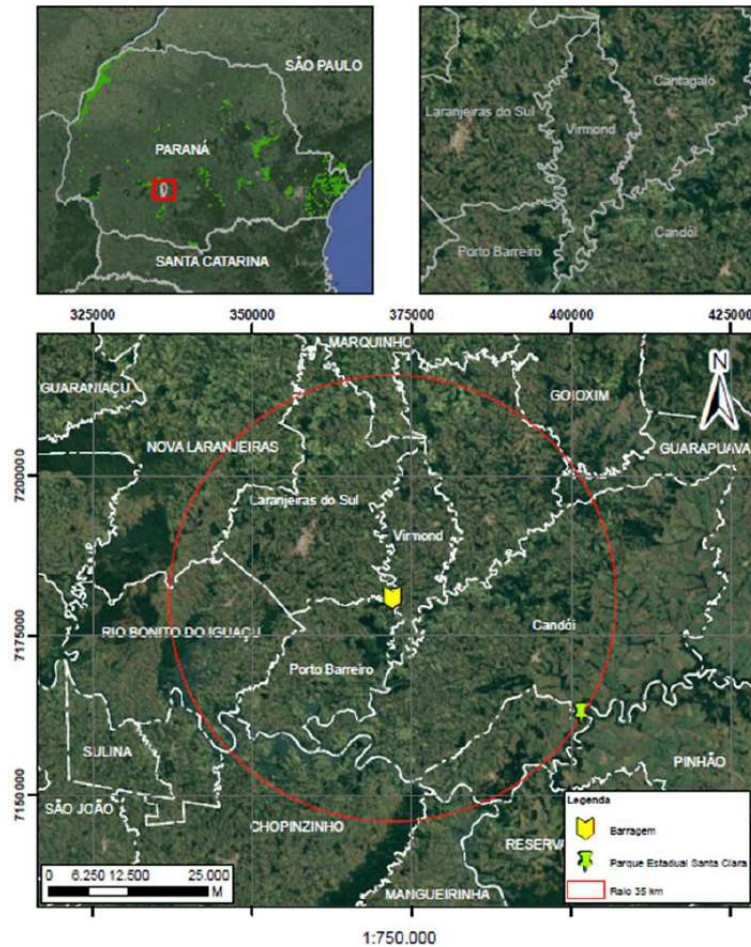 SÃO PAULO
PARANÁ
SANTA CATARINA
Cantagalo
Laranjeiras do Sul
Virmond
Candói
Porto Barreiro
325000 350000 375000 400000 425000
MARQUINHO
N
GUARANIAÇU
GOIOXIM
NOVA LARANJEIRAS
GUARAPUAVA
7200000
Laranjeiras do Sul
Virmond
Candói
RIO BONITO DO IGUAÇU
7175000
Porto Barreiro
SULINA
PINHÃO
7150000
SÃO JOÃO
CHOPINZINHO
RESERVA
MANGUEIRINHA
Legenda
Barragem
Parque Estadual Santa Clara
Raio 35 km
0 6.250 12.500 25.000
M
1:750.000